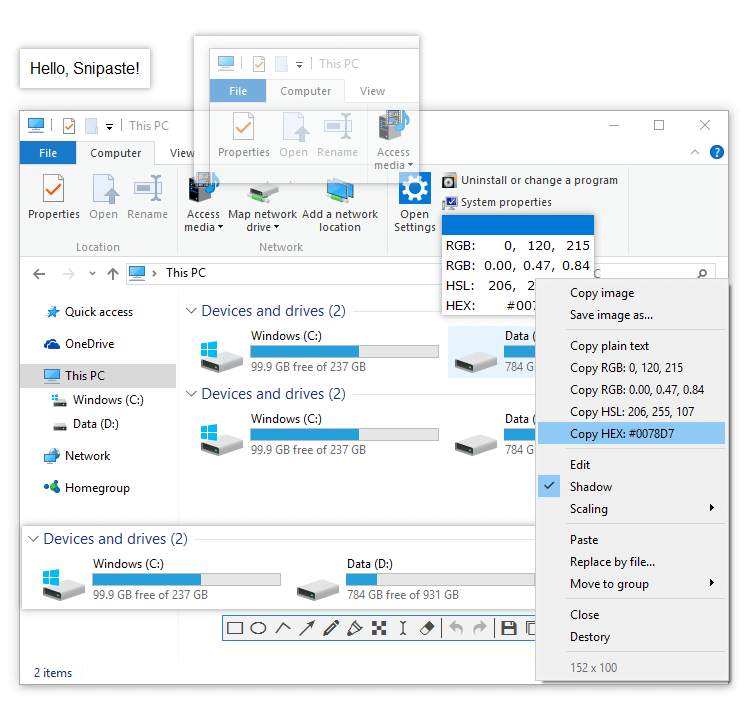 Hello, Snipaste!
This PC
File Computer View
Properties Open Rename Access media
This PC
File Computer View
Properties Open Rename Access media Map network drive Add a network location Open Settings
Uninstall or change a program
System properties
Location Network
RGB: 0, 120, 215
RGB: 0.00, 0.47, 0.84
HSL: 206,
HEX:
This PC
Quick access
OneDrive
This PC
Windows (C:)
Data (D:)
Network
Homegroup
Devices and drives (2)
Windows (C:)
99.9 GB free of 237 GB
Data
784
Devices and drives (2)
Windows (C:)
99.9 GB free of 237 GB
Data
784
Devices and drives (2)
Windows (C:) Data (D:)
99.9 GB free of 237 GB 784 GB free of 931 GB
2 items
Copy image
Save image as...
Copy plain text
Copy RGB: 0, 120, 215
Copy RGB: 0.00, 0.47, 0.84
Copy HSL: 206, 255, 107
Copy HEX: #0078D7
Edit
Shadow
Scaling
Paste
Replace by file...
Move to group
Close
Destory
152 x 100